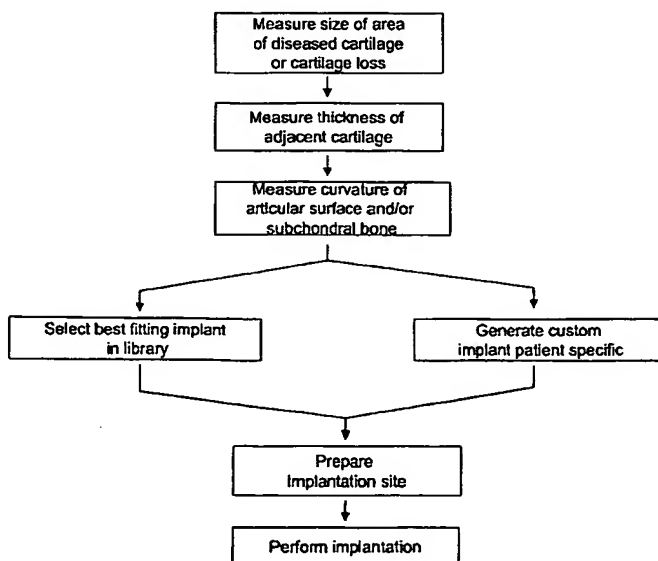 Measure size of area
of diseased cartilage
or cartilage loss
Measure thickness of
adjacent cartilage
Measure curvature of
articular surface and/or
subchondral bone
Select best fitting implant
in library
Generate custom
implant patient specific
Prepare
Implantation site
Perform implantation